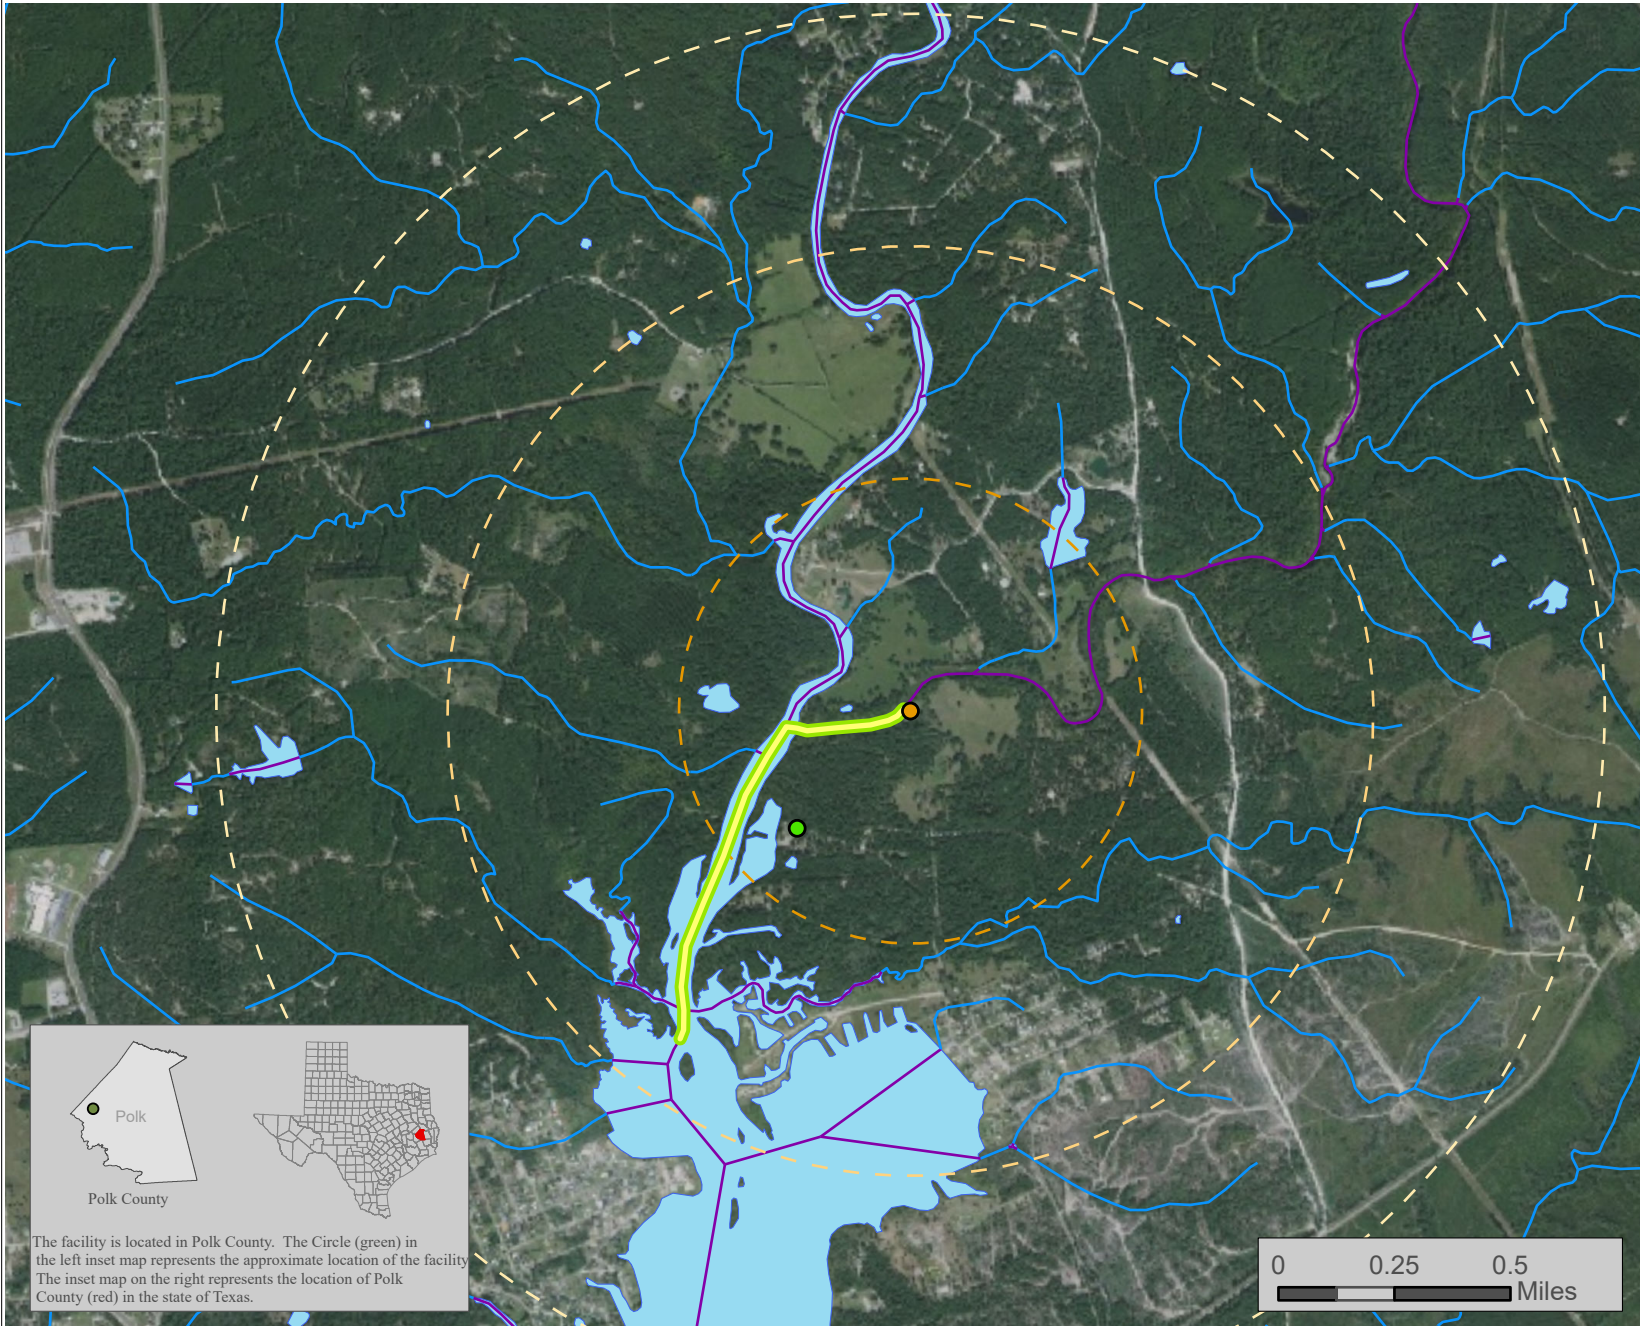 Polk
Polk County
The facility is located in Polk County.  The Circle (green) in
the left inset map represents the approximate location of the facility
The inset map on the right represents the location of Polk
County (red) in the state of Texas.
0 0.25 0.5
Miles